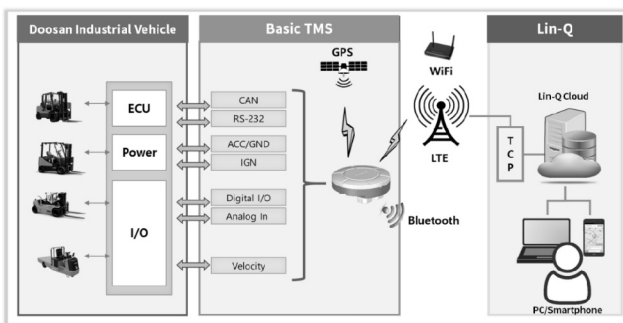 Doosan Industrial Vehicle
Basic TMS
Lin-Q
ECU
Power
I/O
CAN
RS-232
ACC/GND
IGN
Digital I/O
Analog In
Velocity
GPS
WiFi
LTE
Bluetooth
TCP
Lin-Q Cloud
PC/Smartphone